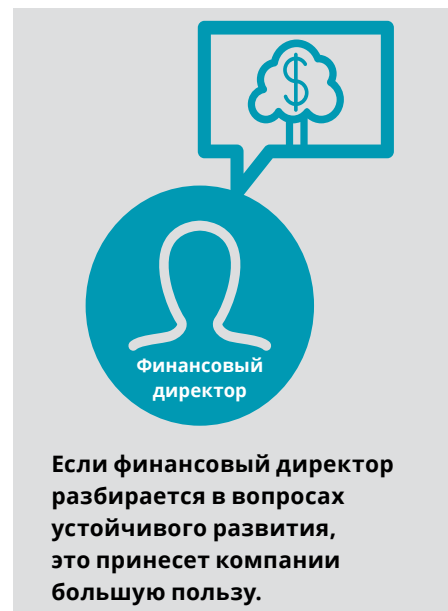 $
Финансовый
директор
Если финансовый директор
разбирается в вопросах
устойчивого развития,
это принесет компании
большую пользу.